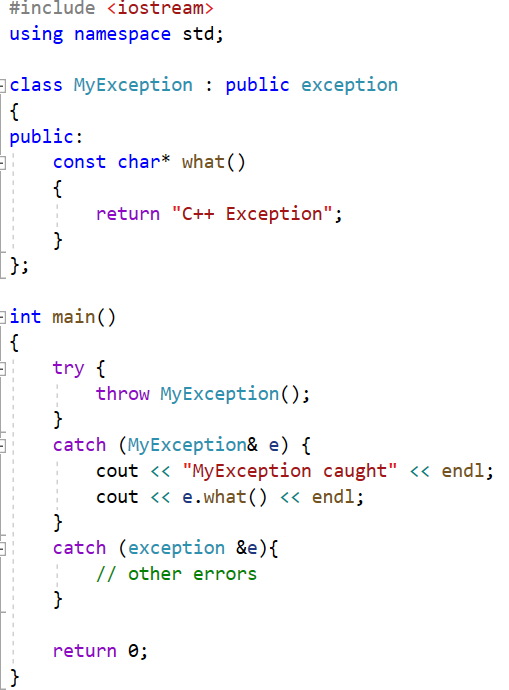 #include <iostream>
using namespace std;
class MyException : public exception
{
public:
    const char* what()
    {
        return "C++ Exception";
    }
};
int main()
{
    try {
        throw MyException();
    }
    catch (MyException& e) {
        cout << "MyException caught" << endl;
        cout << e.what() << endl;
    }
    catch (exception &e){
        // other errors
    }
    return 0;
}